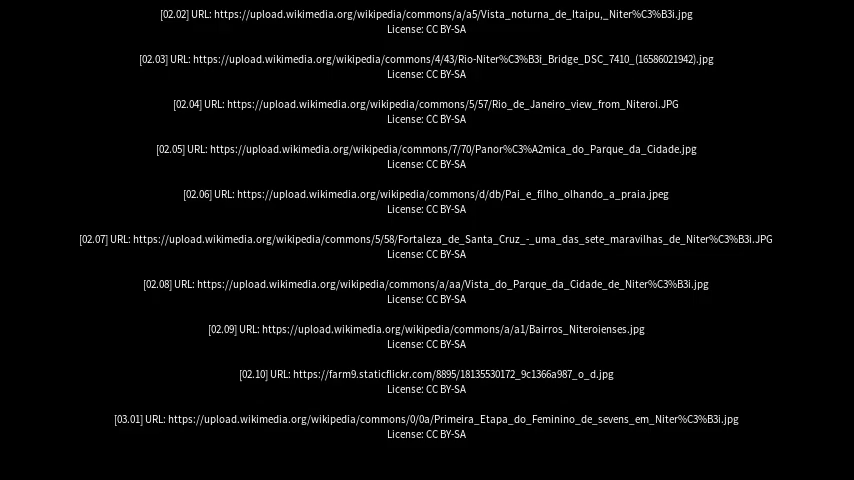 [02.02] URL: https://upload.wikimedia.org/wikipedia/commons/a/a5/Vista_noturna_de_Itaipu,_Niter%C3%B3i.jpg
License: CC BY-SA
[02.03] URL: https://upload.wikimedia.org/wikipedia/commons/4/43/Rio-Niter%C3%B3i_Bridge_DSC_7410_(16586021942).jpg
License: CC BY-SA
[02.04] URL: https://upload.wikimedia.org/wikipedia/commons/5/57/Rio_de_Janeiro_view_from_Niteroi.JPG
License: CC BY-SA
[02.05] URL: https://upload.wikimedia.org/wikipedia/commons/7/70/Panor%C3%A2mica_do_Parque_da_Cidade.jpg
License: CC BY-SA
[02.06] URL: https://upload.wikimedia.org/wikipedia/commons/d/db/Pai_e_filho_olhando_a_praia.jpeg
License: CC BY-SA
[02.07] URL: https://upload.wikimedia.org/wikipedia/commons/5/58/Fortaleza_de_Santa_Cruz_-_uma_das_sete_maravilhas_de_Niter%C3%B3i.JPG
License: CC BY-SA
[02.08] URL: https://upload.wikimedia.org/wikipedia/commons/a/aa/Vista_do_Parque_da_Cidade_de_Niter%C3%B3i.jpg
License: CC BY-SA
[02.09] URL: https://upload.wikimedia.org/wikipedia/commons/a/a1/Bairros_Niteroienses.jpg
License: CC BY-SA
[02.10] URL: https://farm9.staticflickr.com/8895/18135530172_9c1366a987_o_d.jpg
License: CC BY-SA
[03.01] URL: https://upload.wikimedia.org/wikipedia/commons/0/0a/Primeira_Etapa_do_Feminino_de_sevens_em_Niter%C3%B3i.jpg
License: CC BY-SA